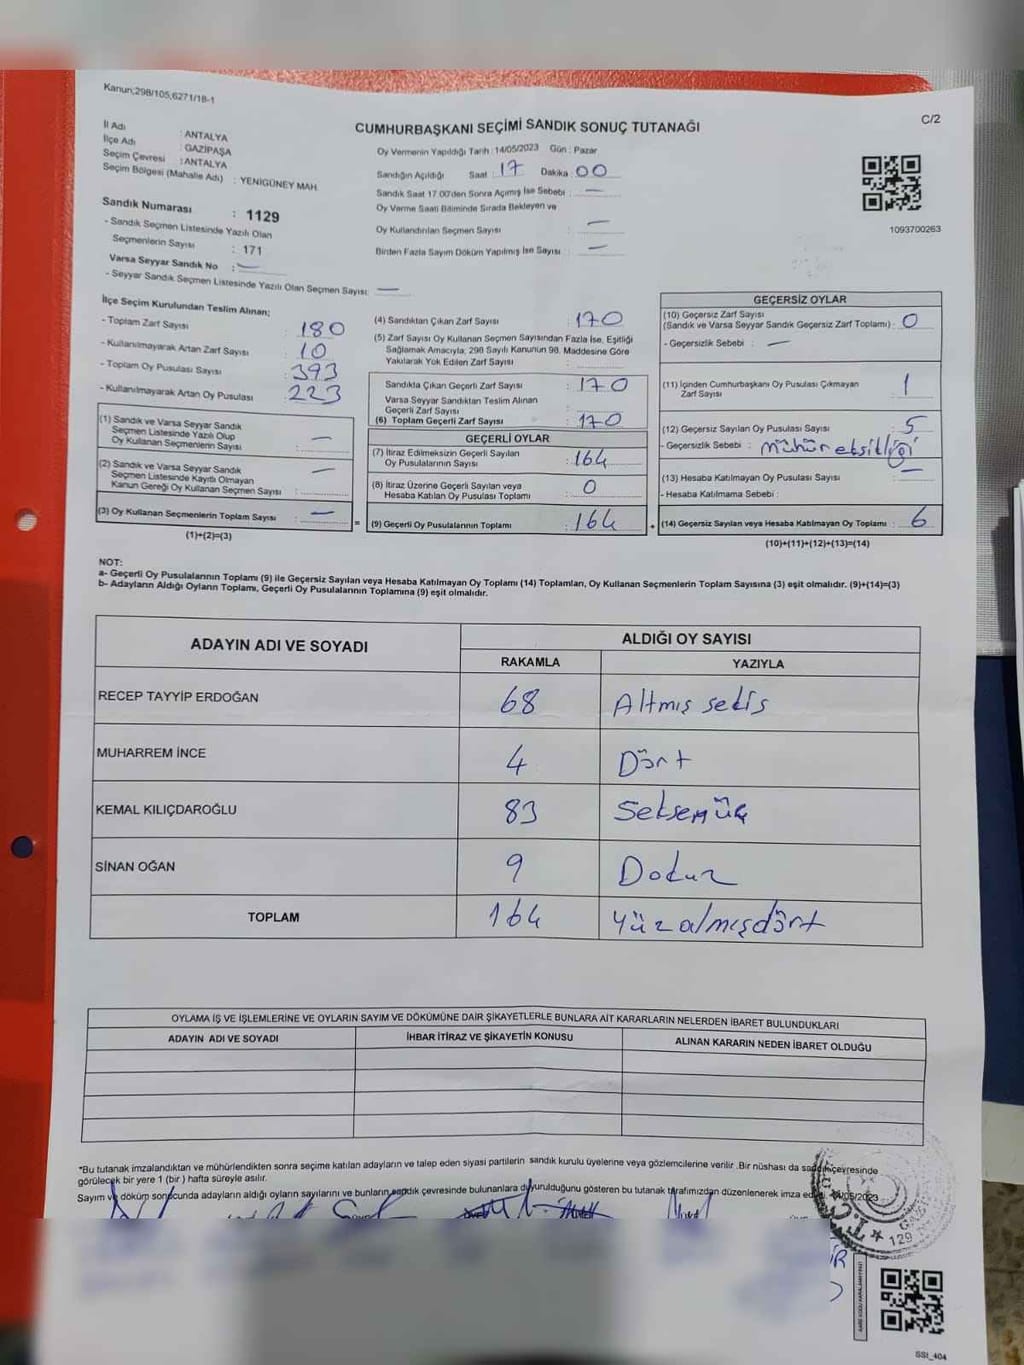 Kanun;298/105,6271/18-1
C/2
CUMHURBAŞKANI SEÇİMİ SANDIK SONUÇ TUTANAĞI
İl Adı : ANTALYA
İlçe Adı : GAZİPAŞA
Seçim Çevresi : ANTALYA
Seçim Bölgesi (Mahalle Adı) : YENİGÜNEY MAH.
Sandık Numarası : 1129
- Sandık Seçmen Listesinde Yazılı Olan
Seçmenlerin Sayısı : 171
Varsa Seyyar Sandık No : —
- Seyyar Sandık Seçmen Listesinde Yazılı Olan Seçmen Sayısı: —
Oy Vermenin Yapıldığı Tarih :14/05/2023 Gün : Pazar
Sandığın Açıldığı Saat : 17 Dakika : 00
Sandık Saat 17.00'den Sonra Açılmış İse Sebebi : —
Oy Verme Saati Bitiminde Sırada Bekleyen ve
Oy Kullandırılan Seçmen Sayısı : —
Birden Fazla Sayım Döküm Yapılmış İse Sayısı : —
1093700263
İlçe Seçim Kurulundan Teslim Alınan;
- Toplam Zarf Sayısı : 180
- Kullanılmayarak Artan Zarf Sayısı : 10
- Toplam Oy Pusulası Sayısı : 393
- Kullanılmayarak Artan Oy Pusulası : 223
(1) Sandık ve Varsa Seyyar Sandık
Seçmen Listesinde Yazılı Olup
Oy Kullanan Seçmenlerin Sayısı : —
(2) Sandık ve Varsa Seyyar Sandık
Seçmen Listesinde Kayıtlı Olmayan
Kanun Gereği Oy Kullanan Seçmen Sayısı : —
(3) Oy Kullanan Seçmenlerin Toplam Sayısı : —
(1)+(2)=(3)
=
(4) Sandıktan Çıkan Zarf Sayısı : 170
(5) Zarf Sayısı Oy Kullanan Seçmen Sayısından Fazla İse, Eşitliği
Sağlamak Amacıyla; 298 Sayılı Kanunun 98. Maddesine Göre
Yakılarak Yok Edilen Zarf Sayısı :
Sandıkta Çıkan Geçerli Zarf Sayısı : 170
Varsa Seyyar Sandıktan Teslim Alınan
Geçerli Zarf Sayısı :
(6) Toplam Geçerli Zarf Sayısı : 170
GEÇERLİ OYLAR
(7) İtiraz Edilmeksizin Geçerli Sayılan
Oy Pusulalarının Sayısı : 164
(8) İtiraz Üzerine Geçerli Sayılan veya
Hesaba Katılan Oy Pusulası Toplamı : 0
(9) Geçerli Oy Pusulalarının Toplamı : 164
+
GEÇERSİZ OYLAR
(10) Geçersiz Zarf Sayısı
(Sandık ve Varsa Seyyar Sandık Geçersiz Zarf Toplamı) : 0
- Geçersizlik Sebebi : —
(11) İçinden Cumhurbaşkanı Oy Pusulası Çıkmayan
Zarf Sayısı : 1
(12) Geçersiz Sayılan Oy Pusulası Sayısı : 5
- Geçersizlik Sebebi : mühür eksikliği
(13) Hesaba Katılmayan Oy Pusulası Sayısı : —
- Hesaba Katılmama Sebebi :
(14) Geçersiz Sayılan veya Hesaba Katılmayan Oy Toplamı : 6
(10)+(11)+(12)+(13)=(14)
NOT:
a- Geçerli Oy Pusulalarının Toplamı (9) ile Geçersiz Sayılan veya Hesaba Katılmayan Oy Toplamı (14) Toplamları, Oy Kullanan Seçmenlerin Toplam Sayısına (3) eşit olmalıdır. (9)+(14)=(3)
b- Adayların Aldığı Oyların Toplamı, Geçerli Oy Pusulalarının Toplamına (9) eşit olmalıdır.
ADAYIN ADI VE SOYADI
ALDIĞI OY SAYISI
RAKAMLA YAZIYLA
RECEP TAYYİP ERDOĞAN 68 Altmış sekis
MUHARREM İNCE 4 Dört
KEMAL KILIÇDAROĞLU 83 Seksenüç
SİNAN OĞAN 9 Dokuz
TOPLAM 164 Yüz almışdört
OYLAMA İŞ VE İŞLEMLERİNE VE OYLARIN SAYIM VE DÖKÜMÜNE DAİR ŞİKAYETLERLE BUNLARA AİT KARARLARIN NELERDEN İBARET BULUNDUKLARI
ADAYIN ADI VE SOYADI İHBAR İTİRAZ VE ŞİKAYETİN KONUSU ALINAN KARARIN NEDEN İBARET OLDUĞU
*Bu tutanak imzalandıktan ve mühürlendikten sonra seçime katılan adayların ve talep eden siyasi partilerin sandık kurulu üyelerine veya gözlemcilerine verilir .Bir nüshası da sandık çevresinde
görülecek bir yere 1 (bir ) hafta süreyle asılır.
Sayım ve döküm sonucunda adayların aldığı oyların sayılarını ve bunların sandık çevresinde bulunanlara duyurulduğunu gösteren bu tutanak tarafımızdan düzenlenerek imza edildi. 14/05/2023
T.C. ★ 129
SSt_404